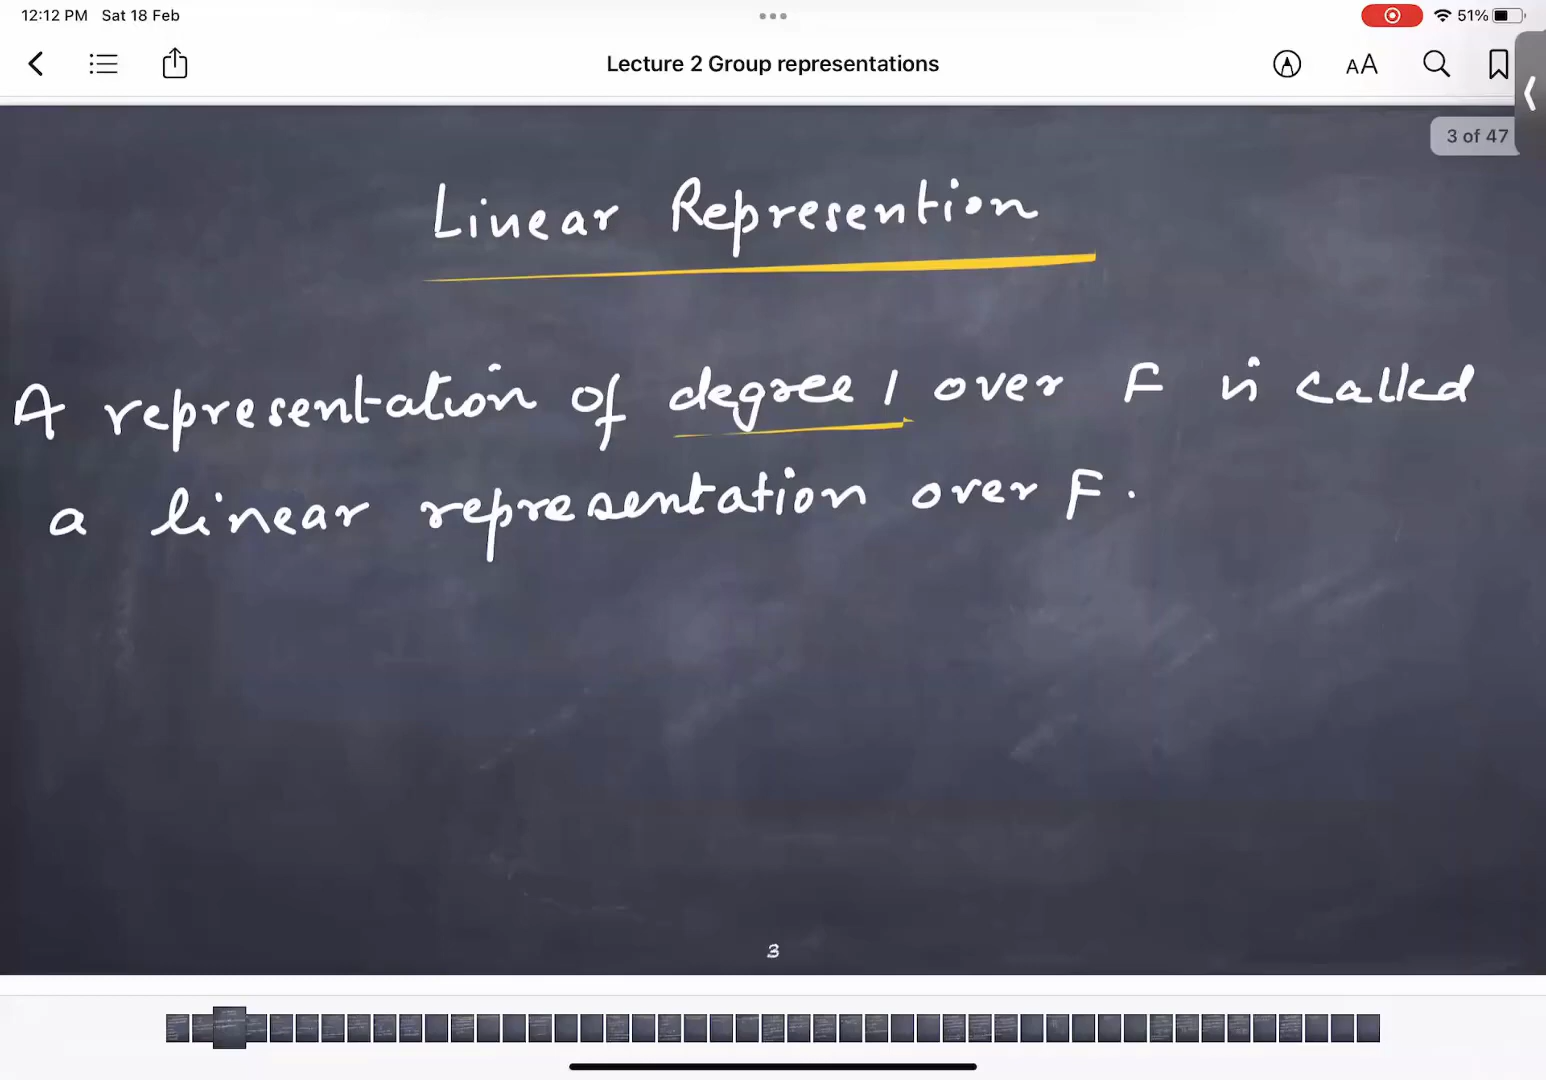 12:12 PM Sat 18 Feb
51%
Lecture 2 Group representations
AA
3 of 47
Linear Represention
A representation of degree 1 over F is called
a linear representation over F.
3